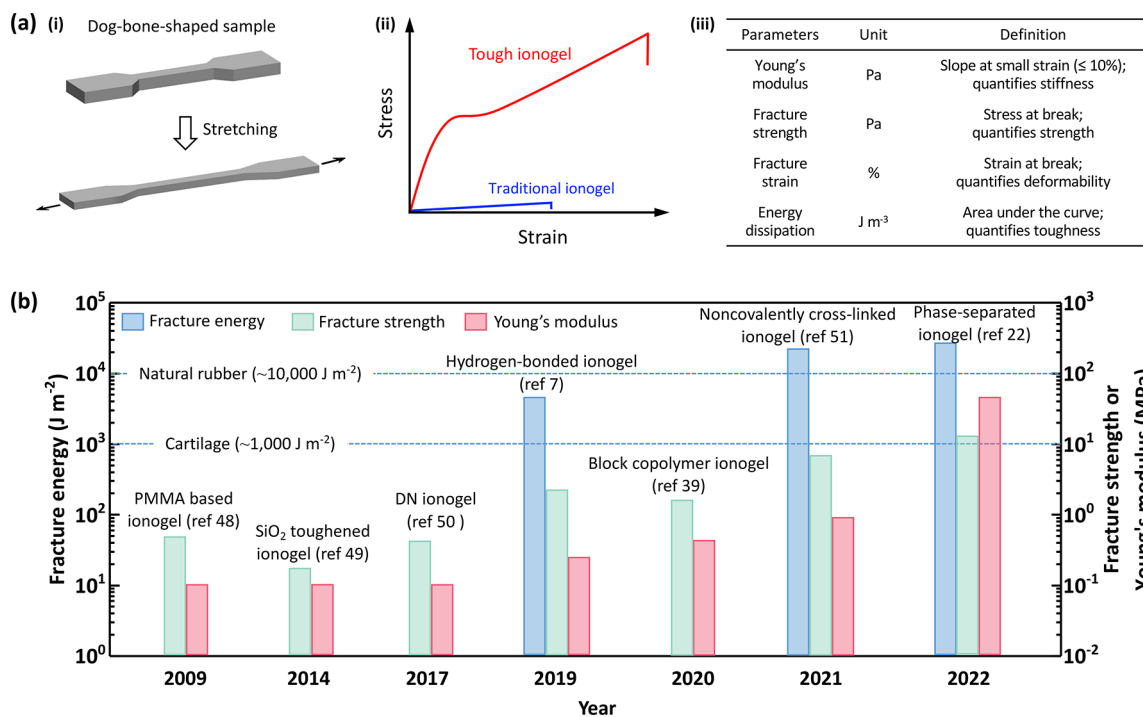 (a) (i) Dog-bone-shaped sample
Stretching
(ii)
Stress
Tough ionogel
Traditional ionogel
Strain
(iii)
Parameters Unit Definition
Young's modulus Pa Slope at small strain (≤ 10%); quantifies stiffness
Fracture strength Pa Stress at break; quantifies strength
Fracture strain % Strain at break; quantifies deformability
Energy dissipation J m-3 Area under the curve; quantifies toughness
(b)
Fracture energy (J m-2)
10^5
10^4
10^3
10^2
10^1
10^0
Fracture energy Fracture strength Young's modulus
Natural rubber (~10,000 J m-2)
Cartilage (~1,000 J m-2)
PMMA based
ionogel (ref 48)
SiO2 toughened
ionogel (ref 49)
DN ionogel
(ref 50 )
Hydrogen-bonded ionogel
(ref 7)
Block copolymer ionogel
(ref 39)
Noncovalently cross-linked
ionogel (ref 51)
Phase-separated
ionogel (ref 22)
10^3
10^2
10^1
10^0
10^-1
10^-2
Fracture strength or
Young's modulus (MPa)
2009 2014 2017 2019 2020 2021 2022
Year